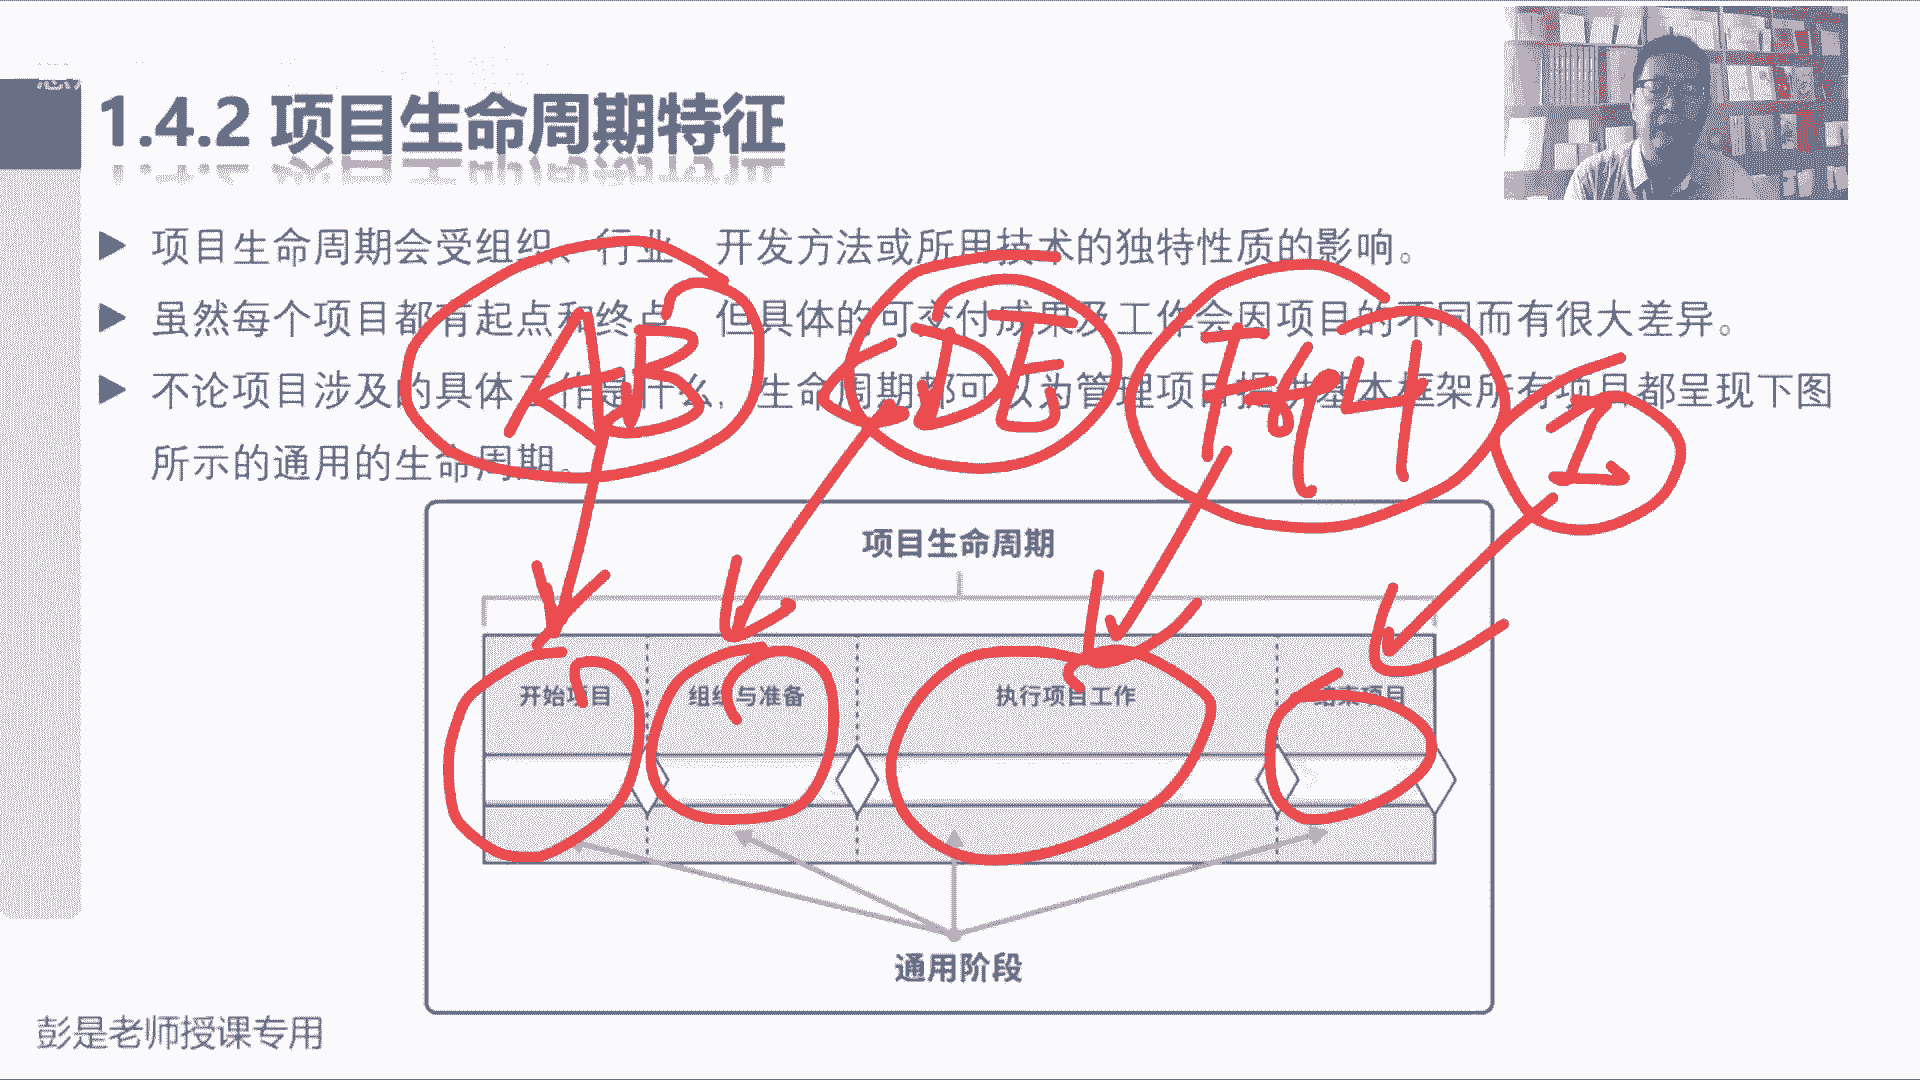 1.4.2 项目生命周期特征
项目生命周期会受组织、行业、开发方法或所用技术的独特性质的影响。
虽然每个项目都有起点和终点，但具体的可交付成果及工作会因项目的不同而有很大差异。
不论项目涉及的具体工作是什么，生命周期都可以为管理项目提供基本框架所有项目都呈现下图
所示的通用的生命周期。
AB
DE
I
项目生命周期
开始项目 组织与准备 执行项目工作 结束项目
通用阶段
彭是老师授课专用